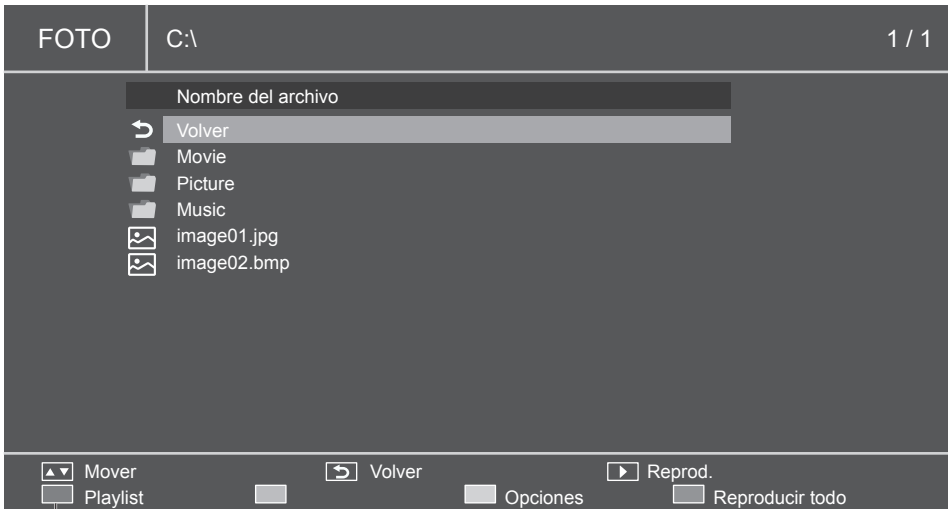 FOTO C:\ 1 / 1
Nombre del archivo
Volver
Movie
Picture
Music
image01.jpg
image02.bmp
Mover Volver Reprod.
Playlist Opciones Reproducir todo